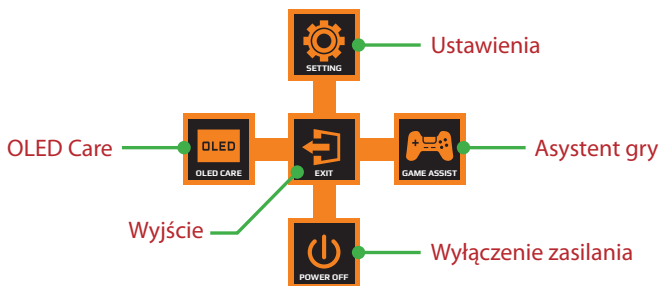 SETTING
Ustawienia
OLED Care
OLED
OLED CARE
EXIT
GAME ASSIST
Asystent gry
Wyjście
POWER OFF
Wyłączenie zasilania